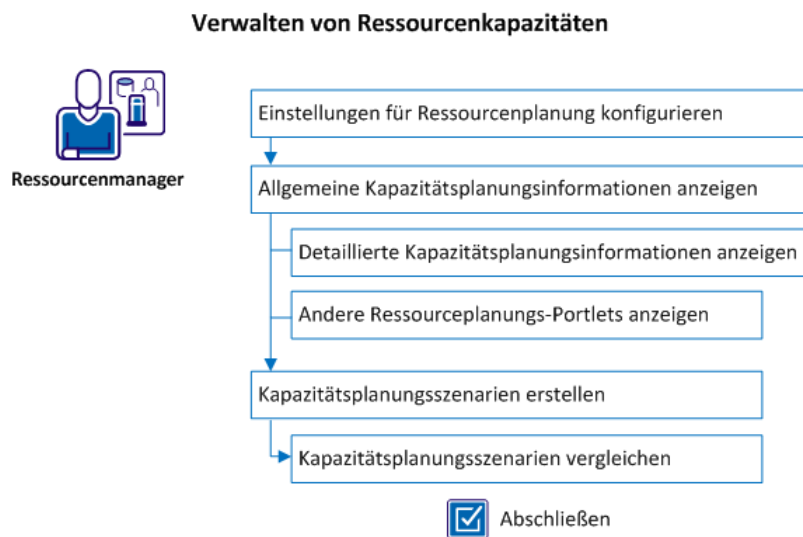 Verwalten von Ressourcenkapazitäten
Ressourcenmanager
Einstellungen für Ressourcenplanung konfigurieren
Allgemeine Kapazitätsplanungsinformationen anzeigen
Detaillierte Kapazitätsplanungsinformationen anzeigen
Andere Ressourceplanungs-Portlets anzeigen
Kapazitätsplanungsszenarien erstellen
Kapazitätsplanungsszenarien vergleichen
Abschließen